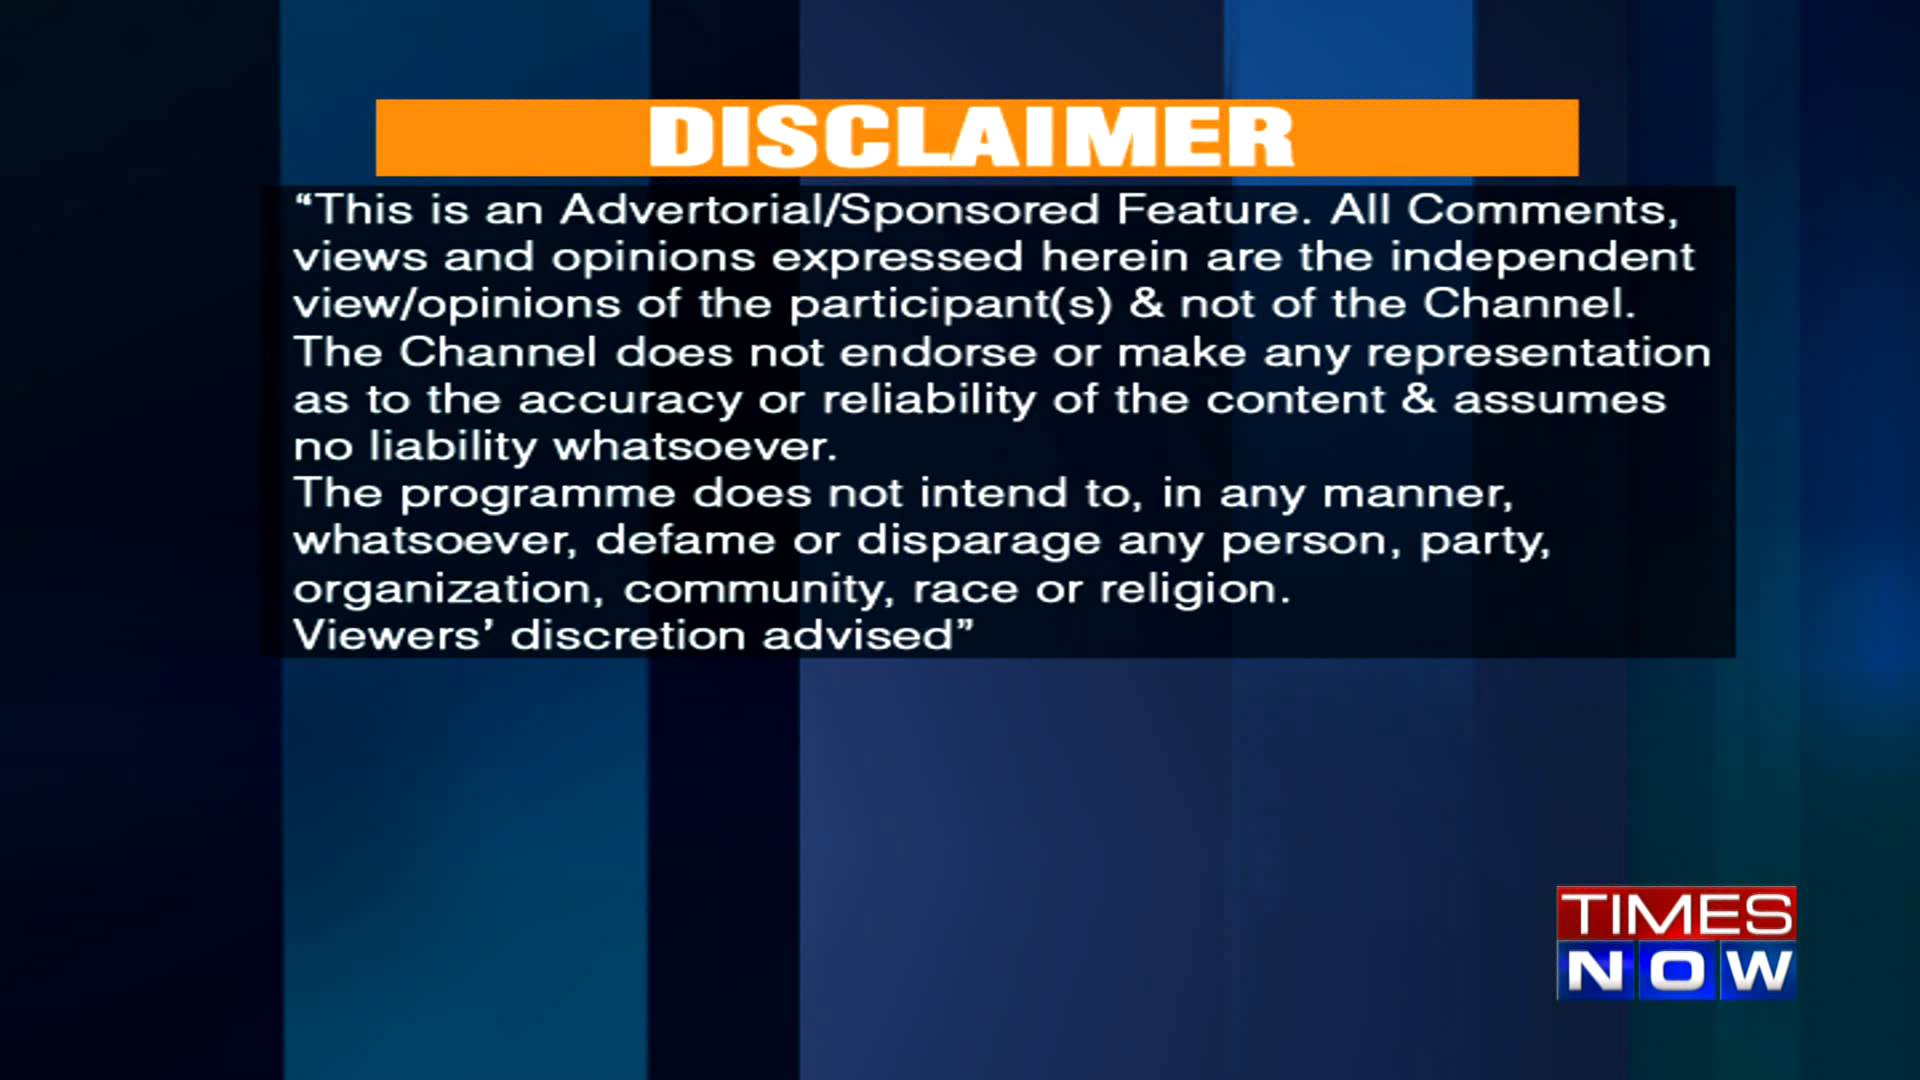 DISCLAIMER
“This is an Advertorial/Sponsored Feature. All Comments,
views and opinions expressed herein are the independent
view/opinions of the participant(s) & not of the Channel.
The Channel does not endorse or make any representation
as to the accuracy or reliability of the content & assumes
no liability whatsoever.
The programme does not intend to, in any manner,
whatsoever, defame or disparage any person, party,
organization, community, race or religion.
Viewers’ discretion advised”
TIMES
NOW